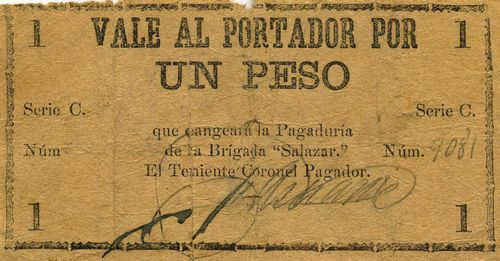 1 VALE AL PORTADOR POR 1
UN PESO
Serie C. Serie C.
que cangeará la Pagaduría
Núm de la Brigada "Salazar." Núm. 9081
El Teniente Coronel Pagador.
1 1